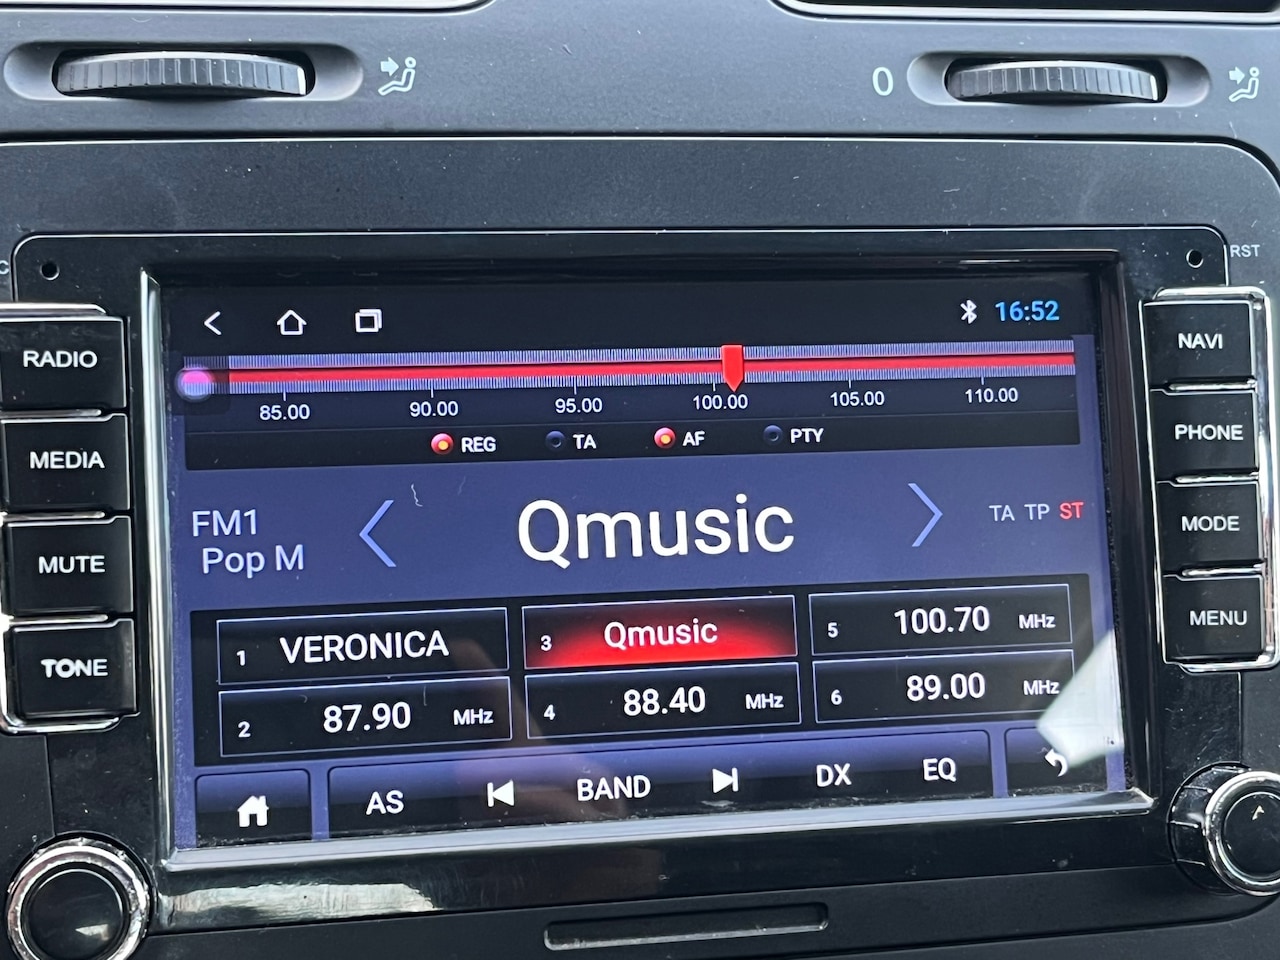 0
C
RST
RADIO
MEDIA
MUTE
TONE
16:52
85.00 90.00 95.00 100.00 105.00 110.00
REG TA AF PTY
FM1
Pop M
Qmusic
TA TP ST
1 VERONICA
3 Qmusic
5 100.70 MHz
2 87.90 MHz
4 88.40 MHz
6 89.00 MHz
AS BAND DX EQ
NAVI
PHONE
MODE
MENU